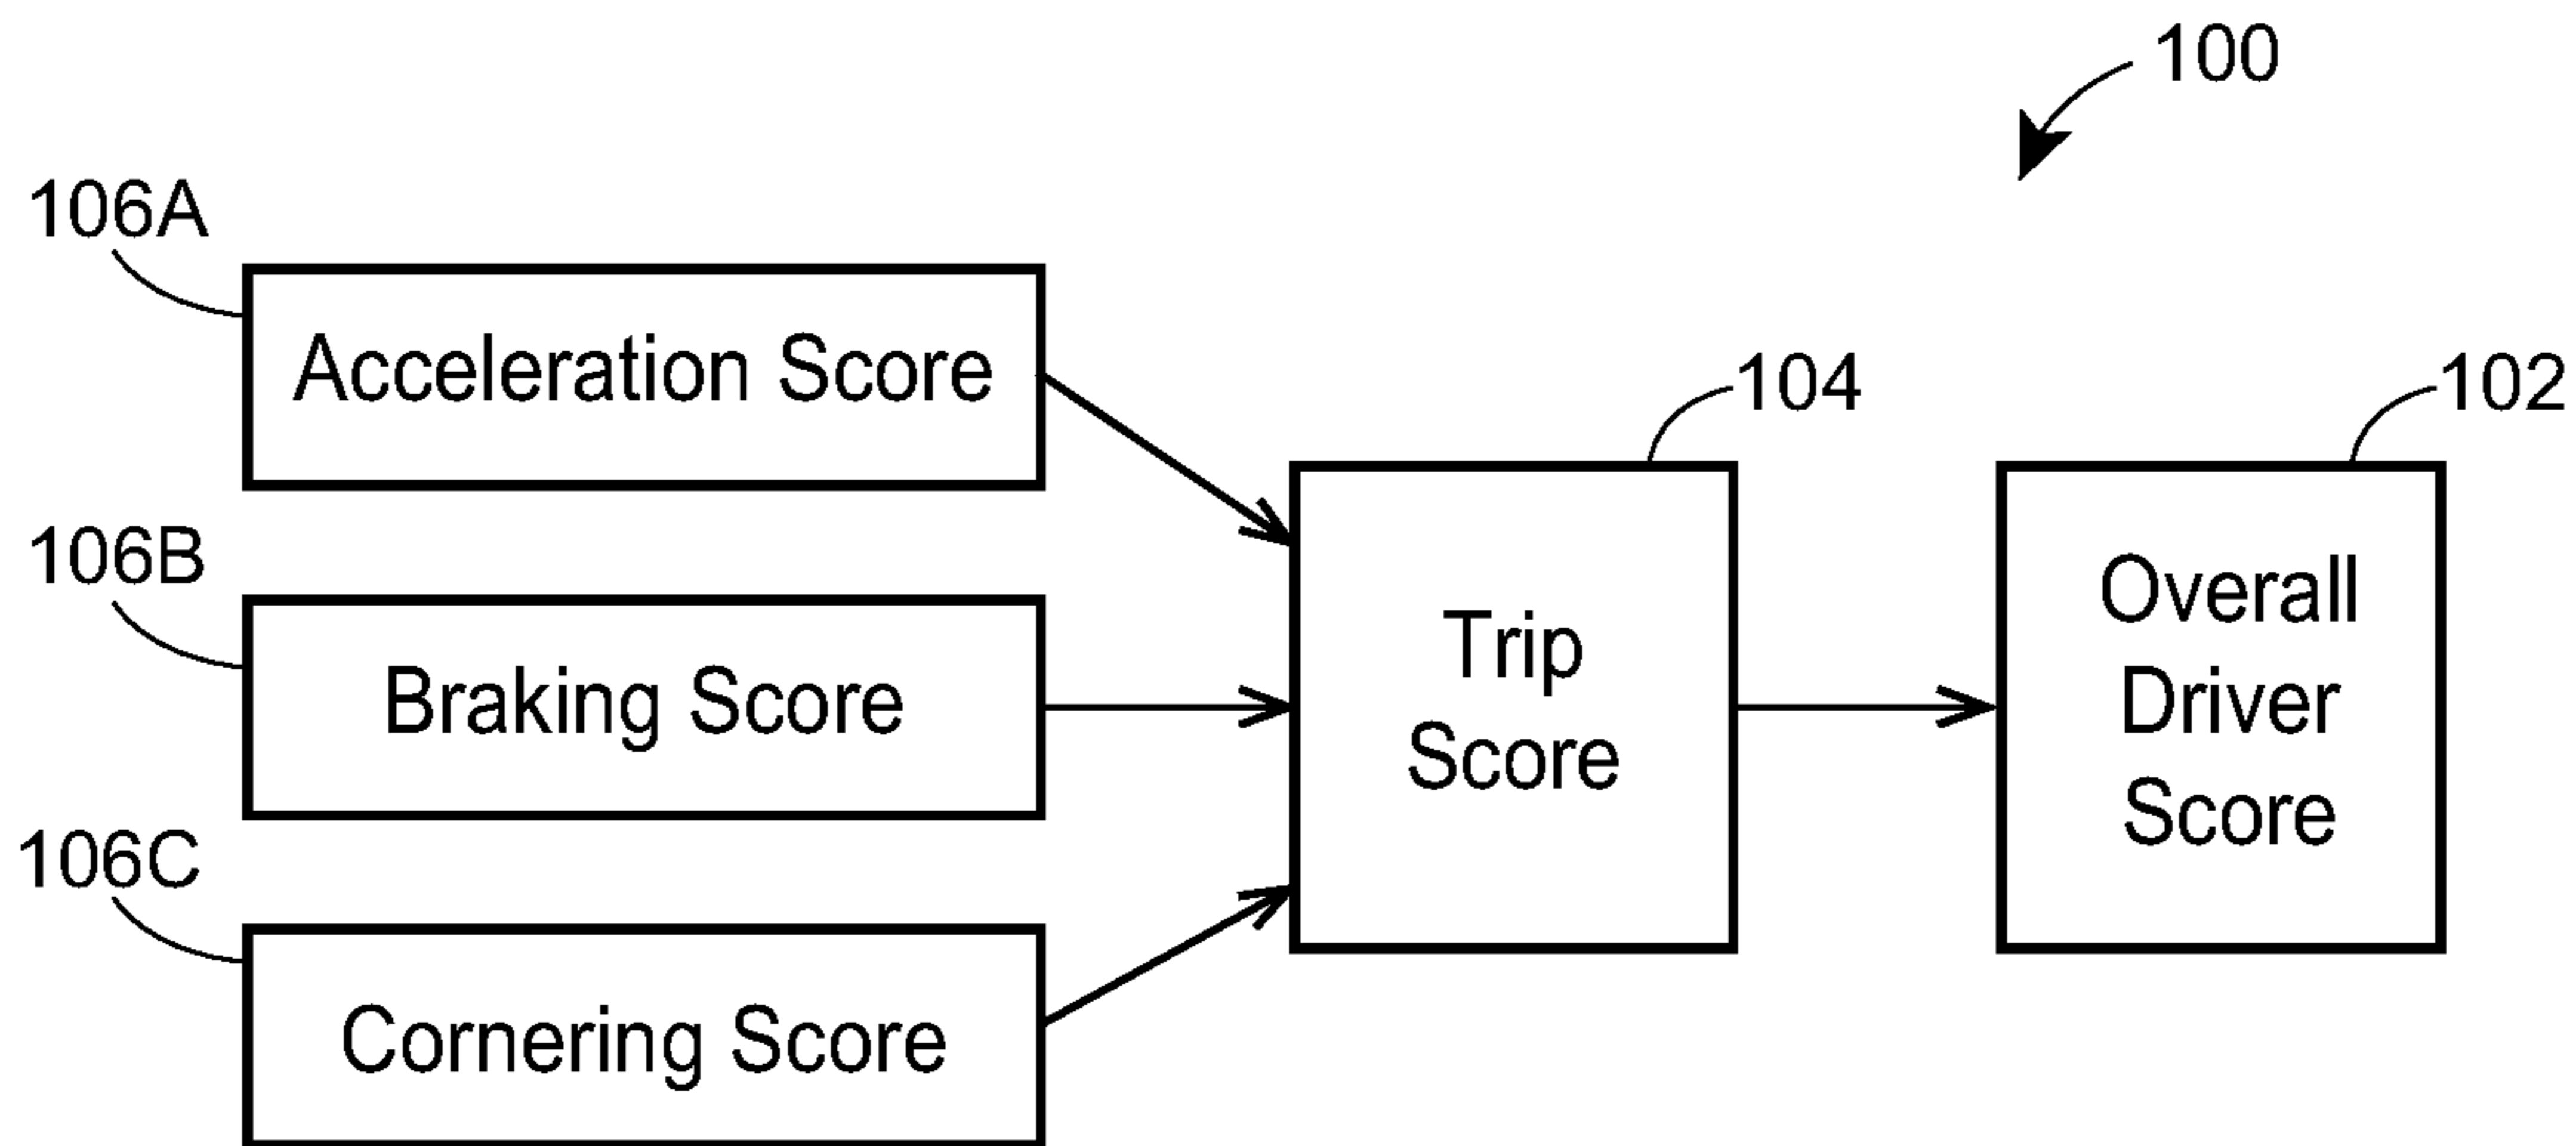 100
106A
Acceleration Score
104
102
106B
Braking Score
Trip
Score
Overall
Driver
Score
106C
Cornering Score